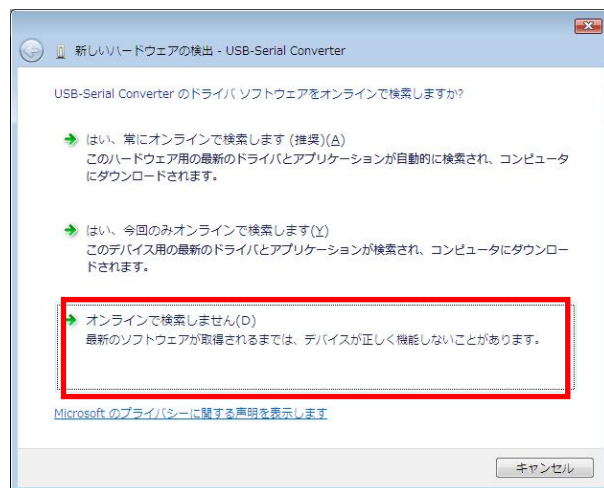 新しいハードウェアの検出 - USB-Serial Converter
USB-Serial Converter のドライバ ソフトウェアをオンラインで検索しますか?
はい、常にオンラインで検索します (推奨)(A)
このハードウェア用の最新のドライバとアプリケーションが自動的に検索され、コンピュータ
にダウンロードされます。
はい、今回のみオンラインで検索します(Y)
このデバイス用の最新のドライバとアプリケーションが検索され、コンピュータにダウンロー
ドされます。
オンラインで検索しません(D)
最新のソフトウェアが取得されるまでは、デバイスが正しく機能しないことがあります。
Microsoft のプライバシーに関する声明を表示します
キャンセル